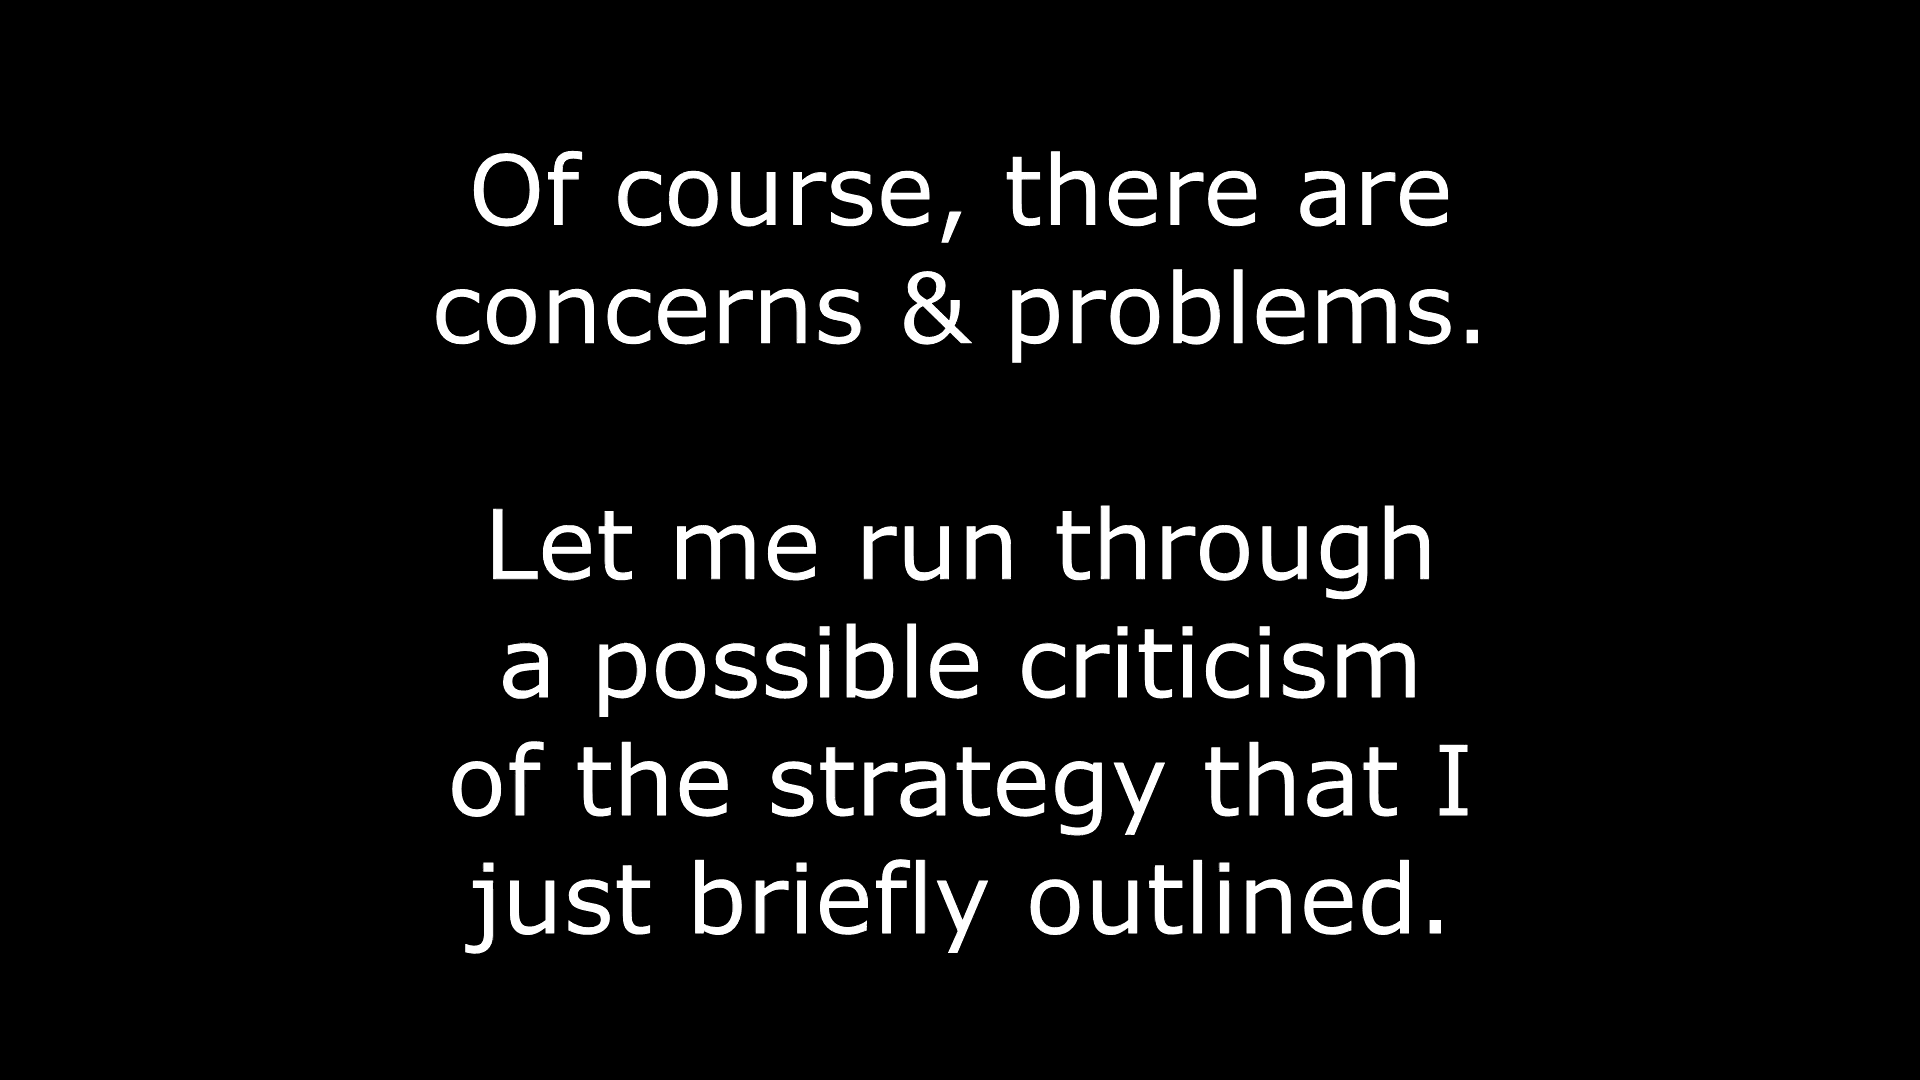 Of course, there are
concerns & problems.
Let me run through
a possible criticism
of the strategy that I
just briefly outlined.